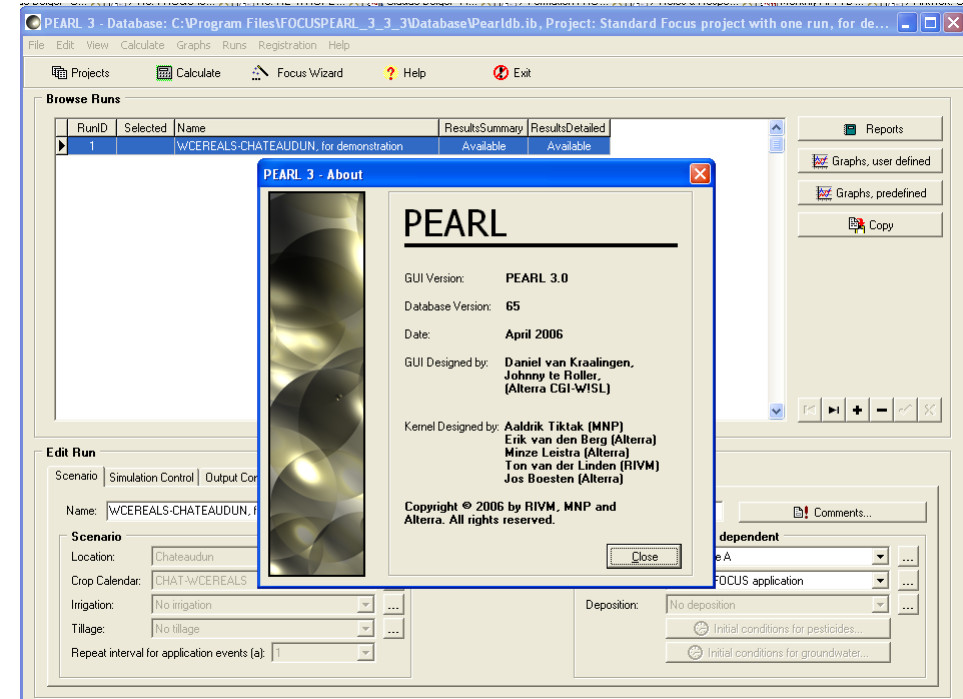 PEARL 3 - Database: C:\Program Files\FOCUSPEARL_3_3_3\Database\Pearldb.ib, Project: Standard Focus project with one run, for de...
File Edit View Calculate Graphs Runs Registration Help
Projects Calculate Focus Wizard ? Help Exit
Browse Runs
RunID Selected Name ResultsSummary ResultsDetailed
1 WCEREALS-CHATEAUDUN, for demonstration Available Available
Reports
Graphs, user defined
Graphs, predefined
Copy
PEARL 3 - About
PEARL
GUI Version: PEARL 3.0
Database Version: 65
Date: April 2006
GUI Designed by: Daniel van Kraalingen,
Johnny te Roller,
(Alterra CGI-W!SL)
Kernel Designed by: Aaldrik Tiktak (MNP)
Erik van den Berg (Alterra)
Minze Leistra (Alterra)
Ton van der Linden (RIVM)
Jos Boesten (Alterra)
Copyright © 2006 by RIVM, MNP and
Alterra. All rights reserved.
Close
Edit Run
Scenario Simulation Control Output Con
Name: WCEREALS-CHATEAUDUN, f Comments...
Scenario dependent
Location: Chateaudun e A ...
Crop Calendar: CHAT-WCEREALS FOCUS application ...
Irrigation: No irrigation ... Deposition: No deposition ...
Tillage: No tillage ... Initial conditions for pesticides...
Repeat interval for application events (a): 1 Initial conditions for groundwater...